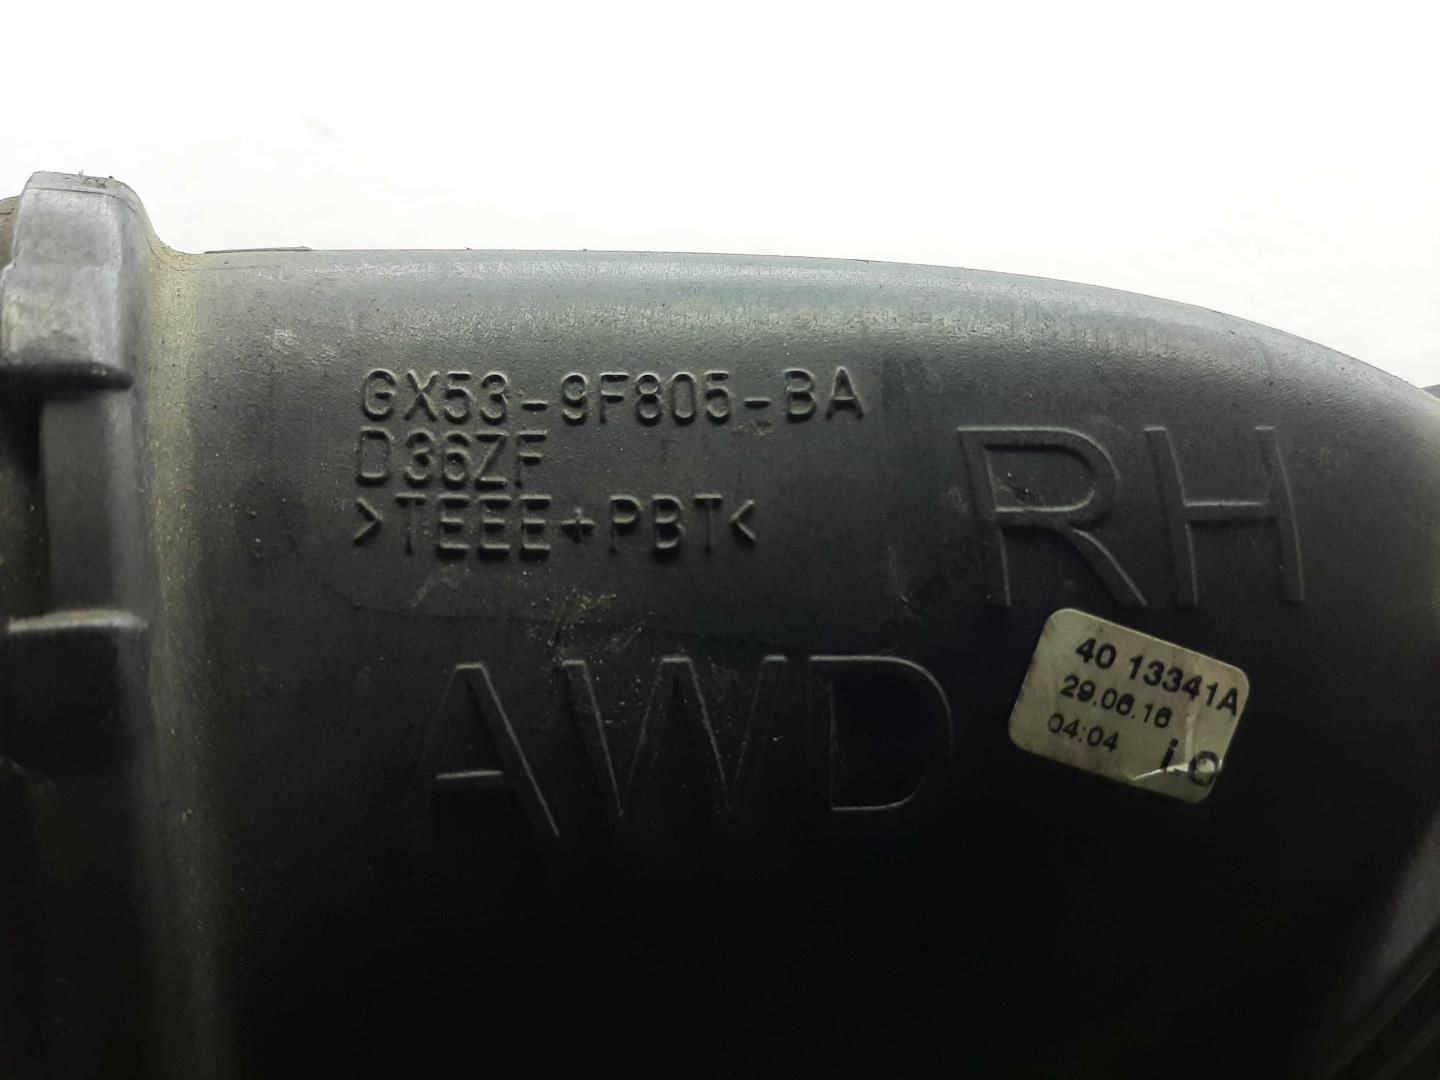 GX53-9F805-BA
D36ZF
>TEEE+PBT<
RH
AWD
40 13341A
29.06.16
04:04 i.O